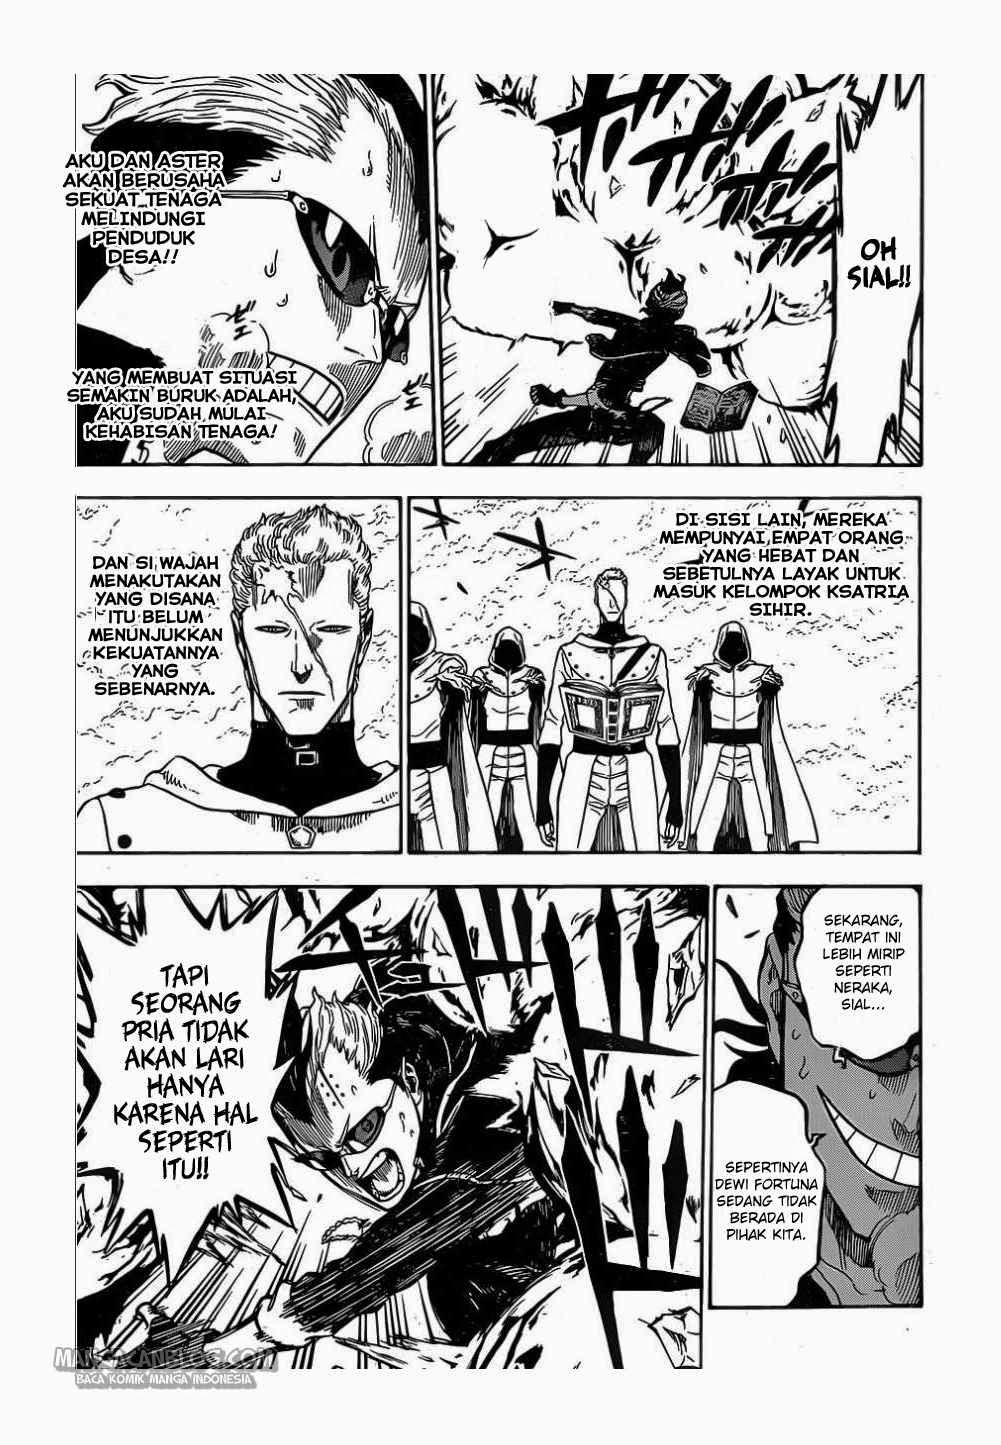 OH
SIAL!!
AKU DAN ASTER
AKAN BERUSAHA
SEKUAT TENAGA
MELINDUNGI
PENDUDUK
DESA!!
YANG MEMBUAT SITUASI
SEMAKIN BURUK ADALAH,
AKU SUDAH MULAI
KEHABISAN TENAGA!
DI SISI LAIN, MEREKA
MEMPUNYAI EMPAT ORANG
YANG HEBAT DAN
SEBETULNYA LAYAK UNTUK
MASUK KELOMPOK KSATRIA
SIHIR.
DAN SI WAJAH
MENAKUTAKAN
YANG DISANA
ITU BELUM
MENUNJUKKAN
KEKUATANNYA
YANG
SEBENARNYA.
SEKARANG,
TEMPAT INI
LEBIH MIRIP
SEPERTI
NERAKA,
SIAL...
SEPERTINYA
DEWI FORTUNA
SEDANG TIDAK
BERADA DI
PIHAK KITA.
TAPI
SEORANG
PRIA TIDAK
AKAN LARI
HANYA
KARENA HAL
SEPERTI
ITU!!
MANGACANBLOG.COM
BACA KOMIK MANGA INDONESIA